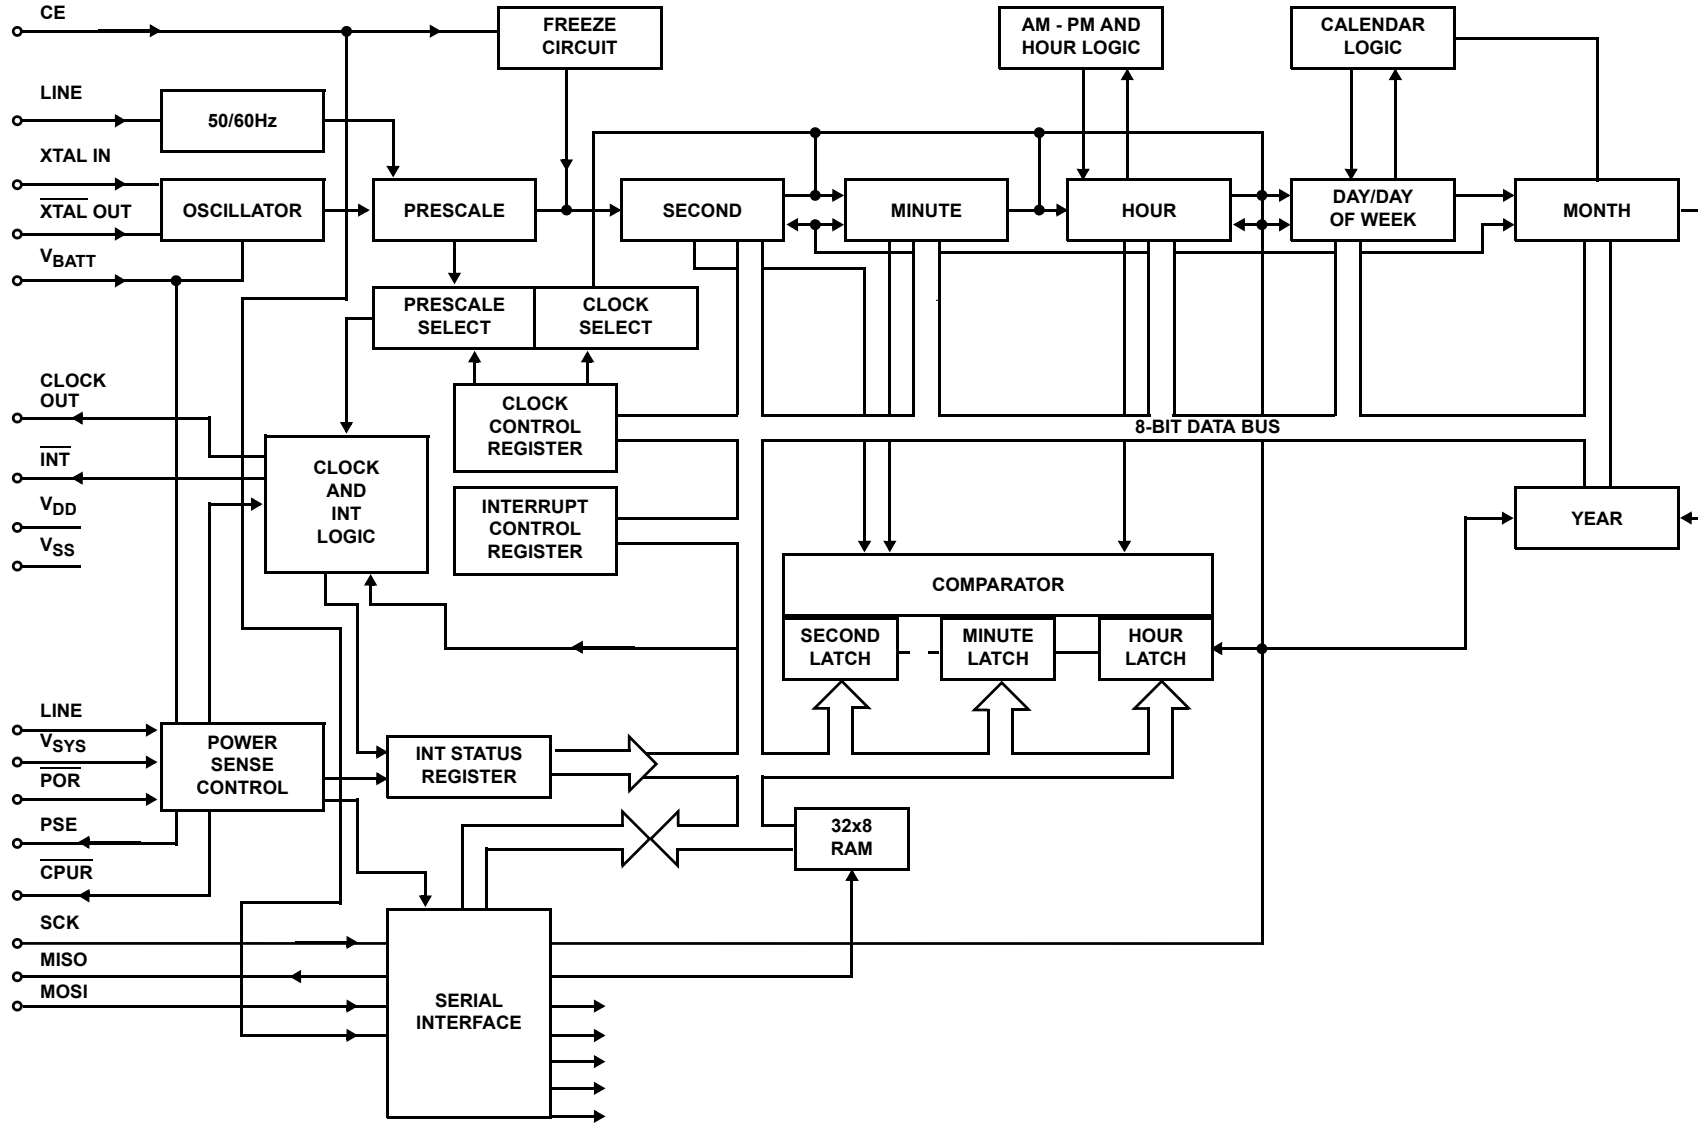 CE
FREEZE
CIRCUIT
AM - PM AND
HOUR LOGIC
CALENDAR
LOGIC
LINE
50/60Hz
XTAL IN
XTAL OUT
OSCILLATOR
PRESCALE
SECOND
MINUTE
HOUR
DAY/DAY
OF WEEK
MONTH
VBATT
PRESCALE
SELECT
CLOCK
SELECT
CLOCK
OUT
CLOCK
CONTROL
REGISTER
8-BIT DATA BUS
INT
CLOCK
AND
INT
LOGIC
VDD
VSS
INTERRUPT
CONTROL
REGISTER
YEAR
COMPARATOR
SECOND
LATCH
MINUTE
LATCH
HOUR
LATCH
LINE
VSYS
POR
POWER
SENSE
CONTROL
INT STATUS
REGISTER
PSE
CPUR
32x8
RAM
SCK
MISO
MOSI
SERIAL
INTERFACE